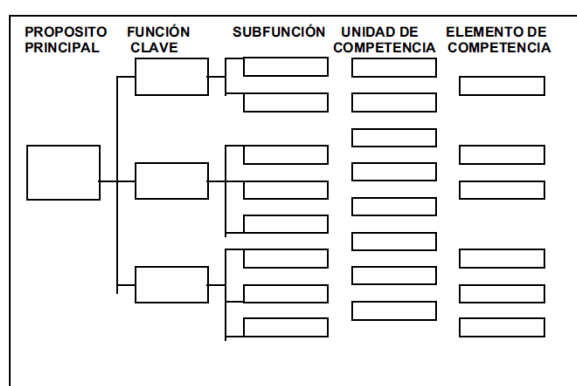 PROPOSITO PRINCIPAL
FUNCIÓN CLAVE
SUBFUNCIÓN
UNIDAD DE COMPETENCIA
ELEMENTO DE COMPETENCIA